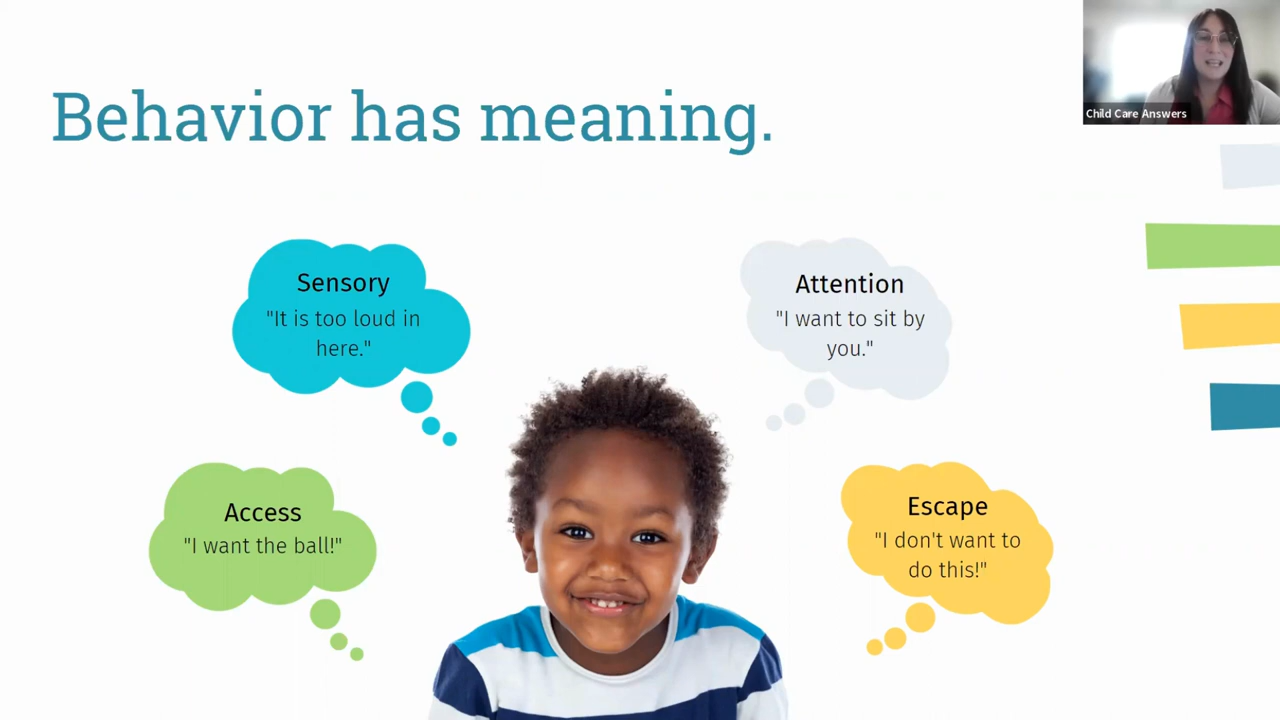 Behavior has meaning.
Child Care Answers
Sensory
"It is too loud in
here."
Attention
"I want to sit by
you."
Access
"I want the ball!"
Escape
"I don't want to
do this!"